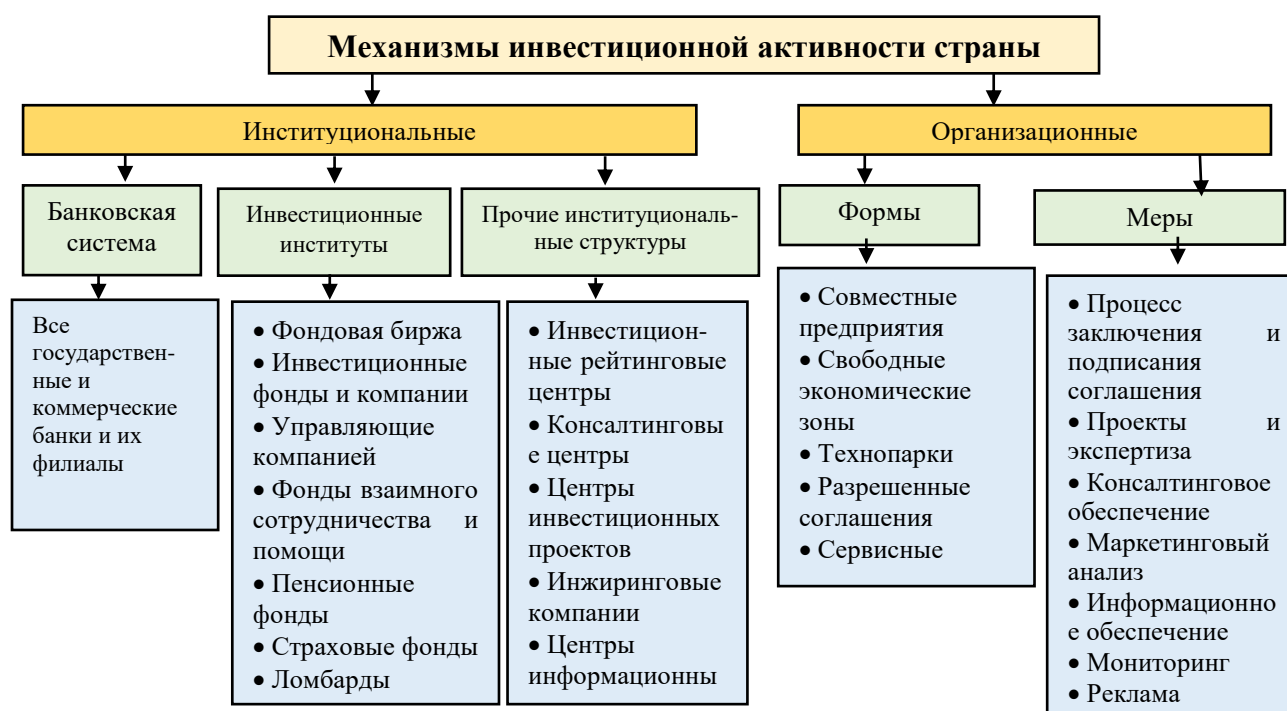 Механизмы инвестиционной активности страны
Институциональные
Организационные
Банковская
система
Инвестиционные
институты
Прочие институциональ-
ные структуры
Формы
Меры
Все
государствен-
ные и
коммерческие
банки и их
филиалы
• Фондовая биржа
• Инвестиционные
фонды и компании
• Управляющие
компанией
• Фонды взаимного
сотрудничества и
помощи
• Пенсионные
фонды
• Страховые фонды
• Ломбарды
• Инвестицион-
ные рейтинговые
центры
• Консалтинговы
е центры
• Центры
инвестиционных
проектов
• Инжиринговые
компании
• Центры
информационны
• Совместные
предприятия
• Свободные
экономические
зоны
• Технопарки
• Разрешенные
соглашения
• Сервисные
• Процесс
заключения и
подписания
соглашения
• Проекты и
экспертиза
• Консалтинговое
обеспечение
• Маркетинговый
анализ
• Информационно
е обеспечение
• Мониторинг
• Реклама